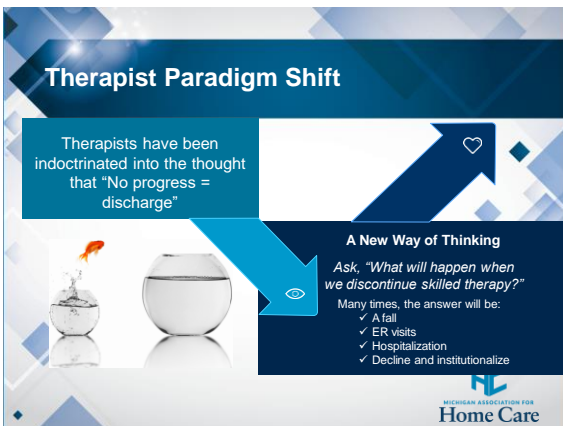 Therapist Paradigm Shift
Therapists have been
indoctrinated into the thought
that “No progress =
discharge”
A New Way of Thinking
Ask, “What will happen when
we discontinue skilled therapy?”
Many times, the answer will be:
✓ A fall
✓ ER visits
✓ Hospitalization
✓ Decline and institutionalize
MICHIGAN ASSOCIATION FOR
Home Care